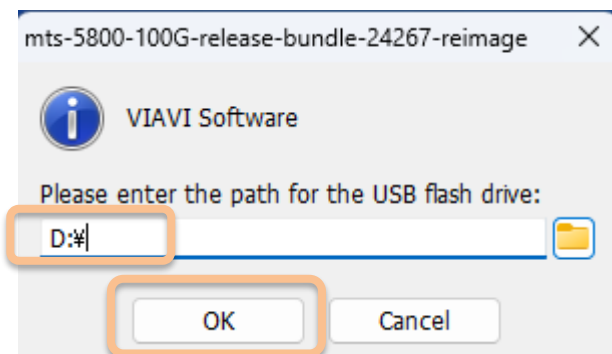 mts-5800-100G-release-bundle-24267-reimage
VIAVI Software
Please enter the path for the USB flash drive:
D:¥
OK
Cancel